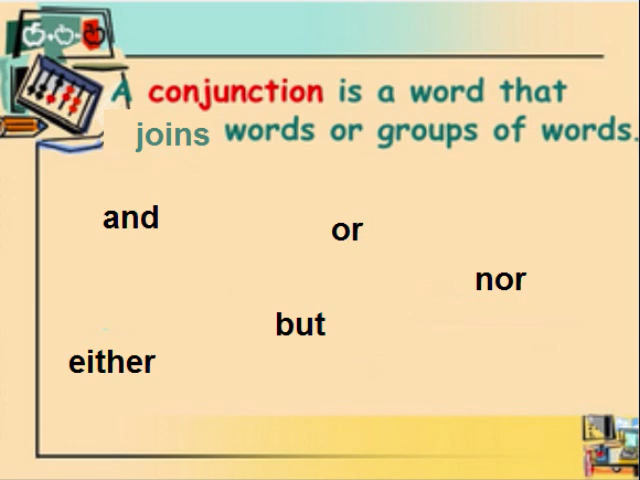 A conjunction is a word that
joins words or groups of words.
and
or
nor
but
either